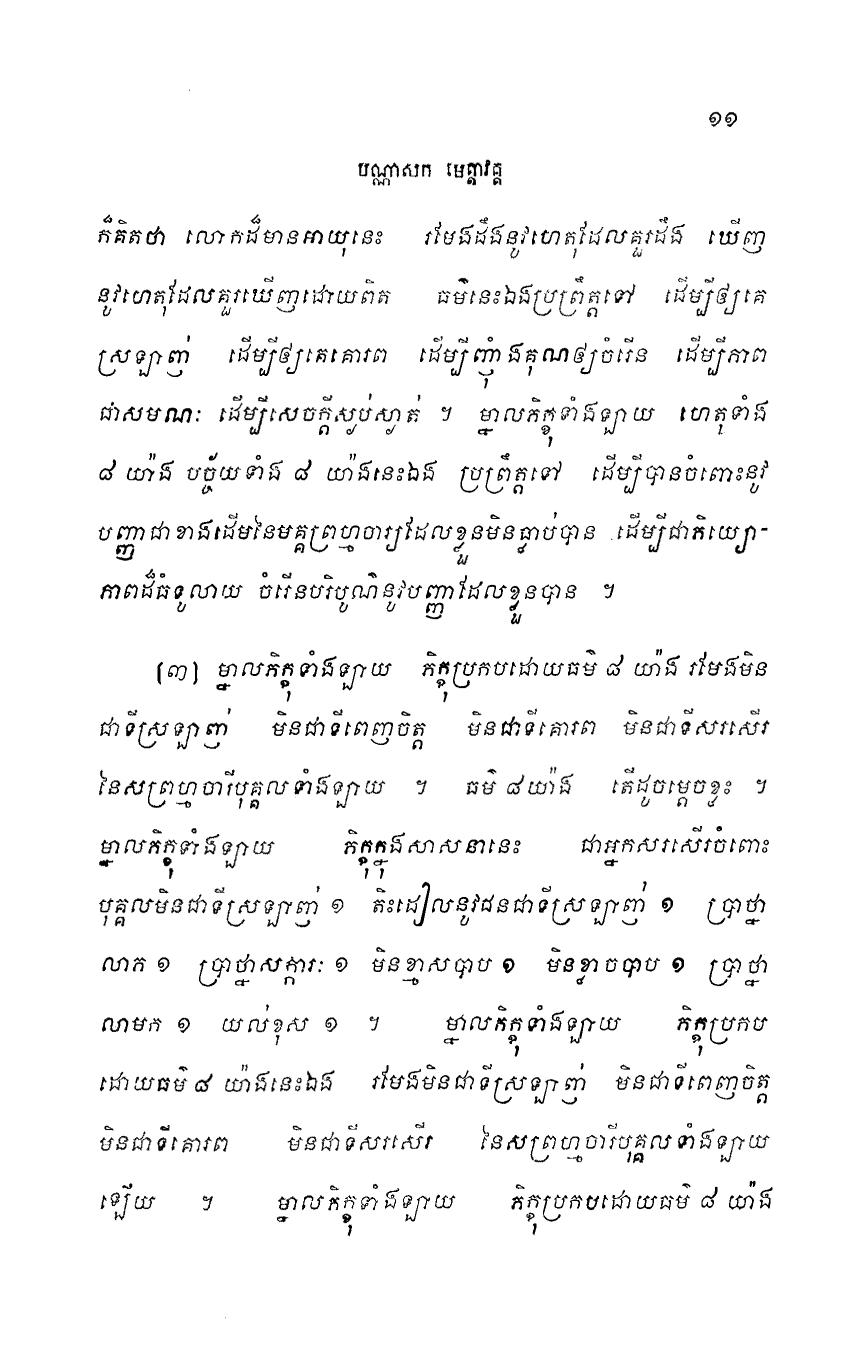 ១១
បណ្ណាសក មេត្តាវគ្គ
ក៏គិតថា លោកដ៏មានអាយុនេះ រមែងដឹងនូវហេតុដែលគួរដឹង ឃើញ
នូវហេតុដែលគួរឃើញដោយពិត ធម៌នេះឯងប្រព្រឹត្តទៅ ដើម្បីឲ្យគេ
ស្រឡាញ់ ដើម្បីឲ្យគេគោរព ដើម្បីញុំាងគុណឲ្យចំរើន ដើម្បីភាព
ជាសមណៈ ដើម្បីសេចក្តីស្ងប់ស្ងាត់ ។ ម្នាលភិក្ខុទាំងឡាយ ហេតុទាំង
៨ យ៉ាង បច្ច័យទាំង ៨ យ៉ាងនេះឯង ប្រព្រឹត្តទៅ ដើម្បីបានចំពោះនូវ
បញ្ញាជាខាងដើមនៃមគ្គព្រហ្មចារ្យដែលខ្លួនមិនធ្លាប់បាន ដើម្បីជាភិយ្យោ-
ភាពដ៏ធំទូលាយ ចំរើនបរិបូណ៌នូវបញ្ញាដែលខ្លួនបាន ។
(៣) ម្នាលភិក្ខុទាំងឡាយ ភិក្ខុប្រកបដោយធម៌ ៨ យ៉ាង រមែងមិន
ជាទីស្រឡាញ់ មិនជាទីពេញចិត្ត មិនជាទីគោរព មិនជាទីសរសើរ
នៃសព្រហ្មចារីបុគ្គលទាំងឡាយ ។ ធម៌ ៨យ៉ាង តើដូចម្តេចខ្លះ ។
ម្នាលភិក្ខុទាំងឡាយ ភិក្ខុក្នុងសាសនានេះ ជាអ្នកសរសើរចំពោះ
បុគ្គលមិនជាទីស្រឡាញ់ ១ តិះដៀលនូវជនជាទីស្រឡាញ់ ១ ប្រាថ្នា
លាភ ១ ប្រាថ្នាសក្ការៈ ១ មិនខ្មាសបាប ១ មិនខ្លាចបាប ១ ប្រាថ្នា
លាមក ១ យល់ខុស ១ ។ ម្នាលភិក្ខុទាំងឡាយ ភិក្ខុប្រកប
ដោយធម៌ ៨ យ៉ាងនេះឯង រមែងមិនជាទីស្រឡាញ់ មិនជាទីពេញចិត្ត
មិនជាទីគោរព មិនជាទីសរសើរ នៃសព្រហ្មចារីបុគ្គលទាំងឡាយ
ឡើយ ។ ម្នាលភិក្ខុទាំងឡាយ ភិក្ខុប្រកបដោយធម៌ ៨ យ៉ាង